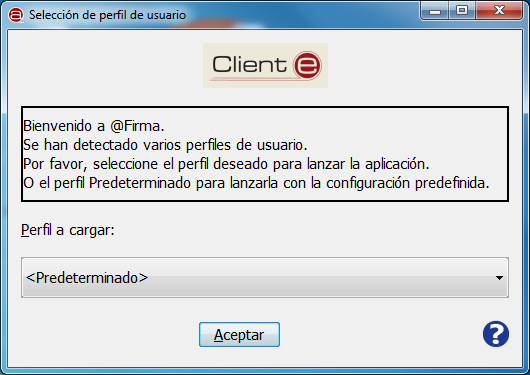 Selección de perfil de usuario
Client e
Bienvenido a @Firma.
Se han detectado varios perfiles de usuario.
Por favor, seleccione el perfil deseado para lanzar la aplicación.
O el perfil Predeterminado para lanzarla con la configuración predefinida.
Perfil a cargar:
<Predeterminado>
Aceptar
?